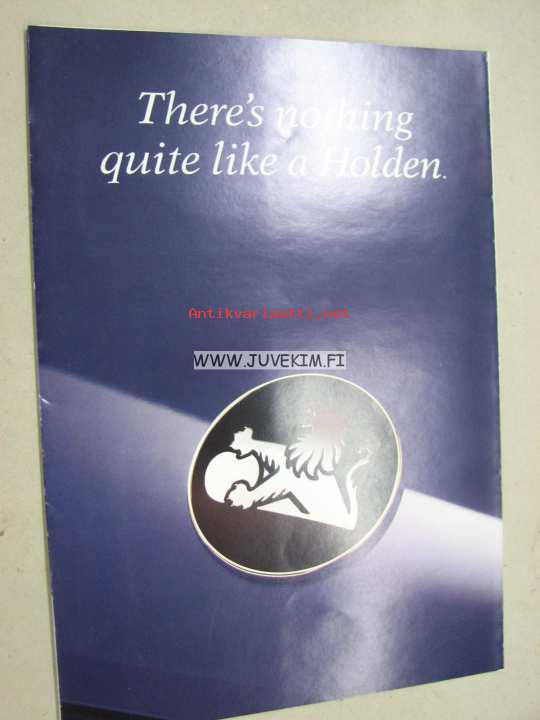 There's nothing
quite like a Holden.
Antikvariaatti.net
WWW.JUVEKIM.FI